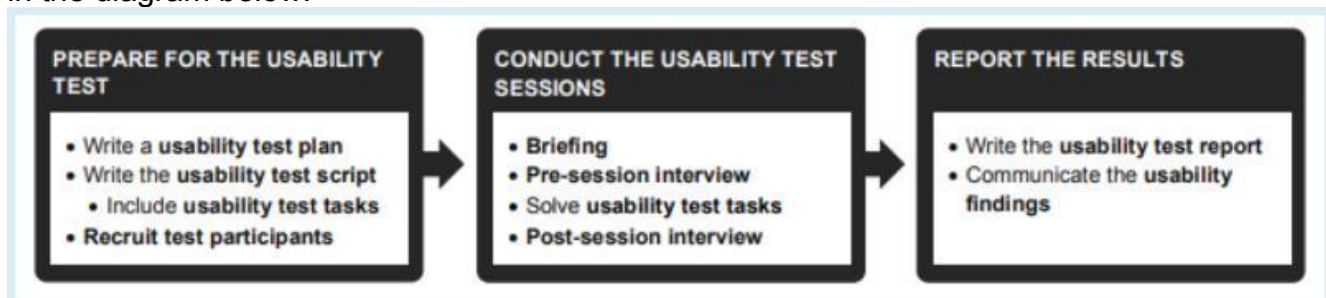 in the diagram below.
PREPARE FOR THE USABILITY
TEST
• Write a usability test plan
• Write the usability test script
• Include usability test tasks
• Recruit test participants
CONDUCT THE USABILITY TEST
SESSIONS
• Briefing
• Pre-session interview
• Solve usability test tasks
• Post-session interview
REPORT THE RESULTS
• Write the usability test report
• Communicate the usability
findings